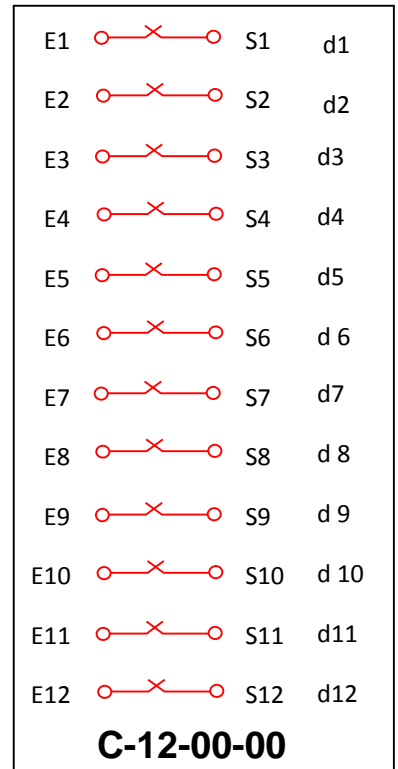 E1 S1 d1
E2 S2 d2
E3 S3 d3
E4 S4 d4
E5 S5 d5
E6 S6 d 6
E7 S7 d7
E8 S8 d 8
E9 S9 d 9
E10 S10 d 10
E11 S11 d11
E12 S12 d12
C-12-00-00